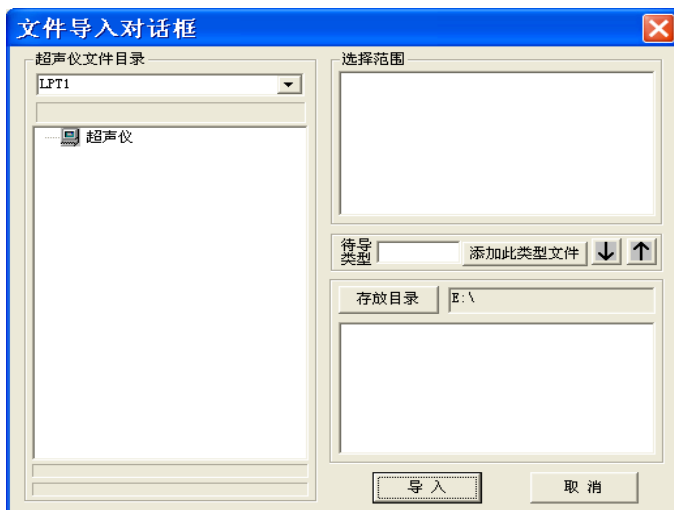 文件导入对话框
超声仪文件目录
LPT1
超声仪
选择范围
待导
类型
添加此类型文件
↓
↑
存放目录
E:\
导 入
取 消